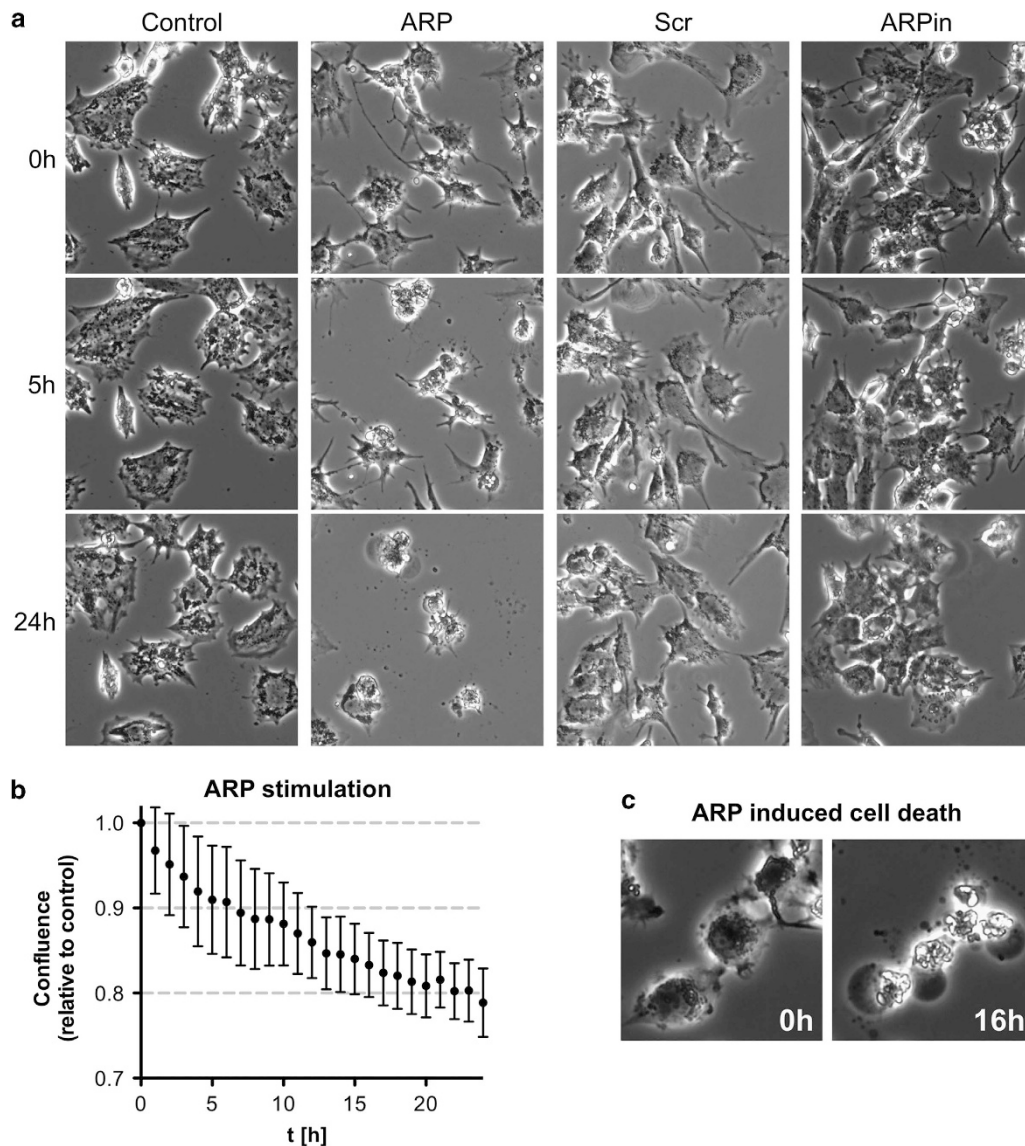 a
Control ARP Scr ARPin
0h
5h
24h
b
ARP stimulation
1.0
0.9
0.8
0.7
Confluence
(relative to control)
0 5 10 15 20
t [h]
c
ARP induced cell death
0h 16h